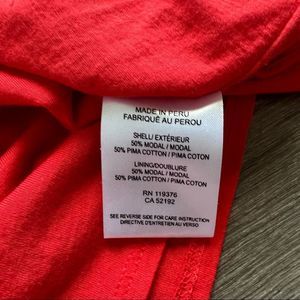 MADE IN PERU
FABRIQUÉ AU PEROU
SHELL/ EXTÉRIEUR
50% MODAL / MODAL
50% PIMA COTTON / PIMA COTTON
LINING/DOUBLURE
50% MODAL / MODAL
50% PIMA COTTON / PIMA COTTON
RN 119376
CA 52192
SEE REVERSE SIDE FOR CARE INSTRUCTION
DIRECTIVE D'ENTRETIEN AU VERSO